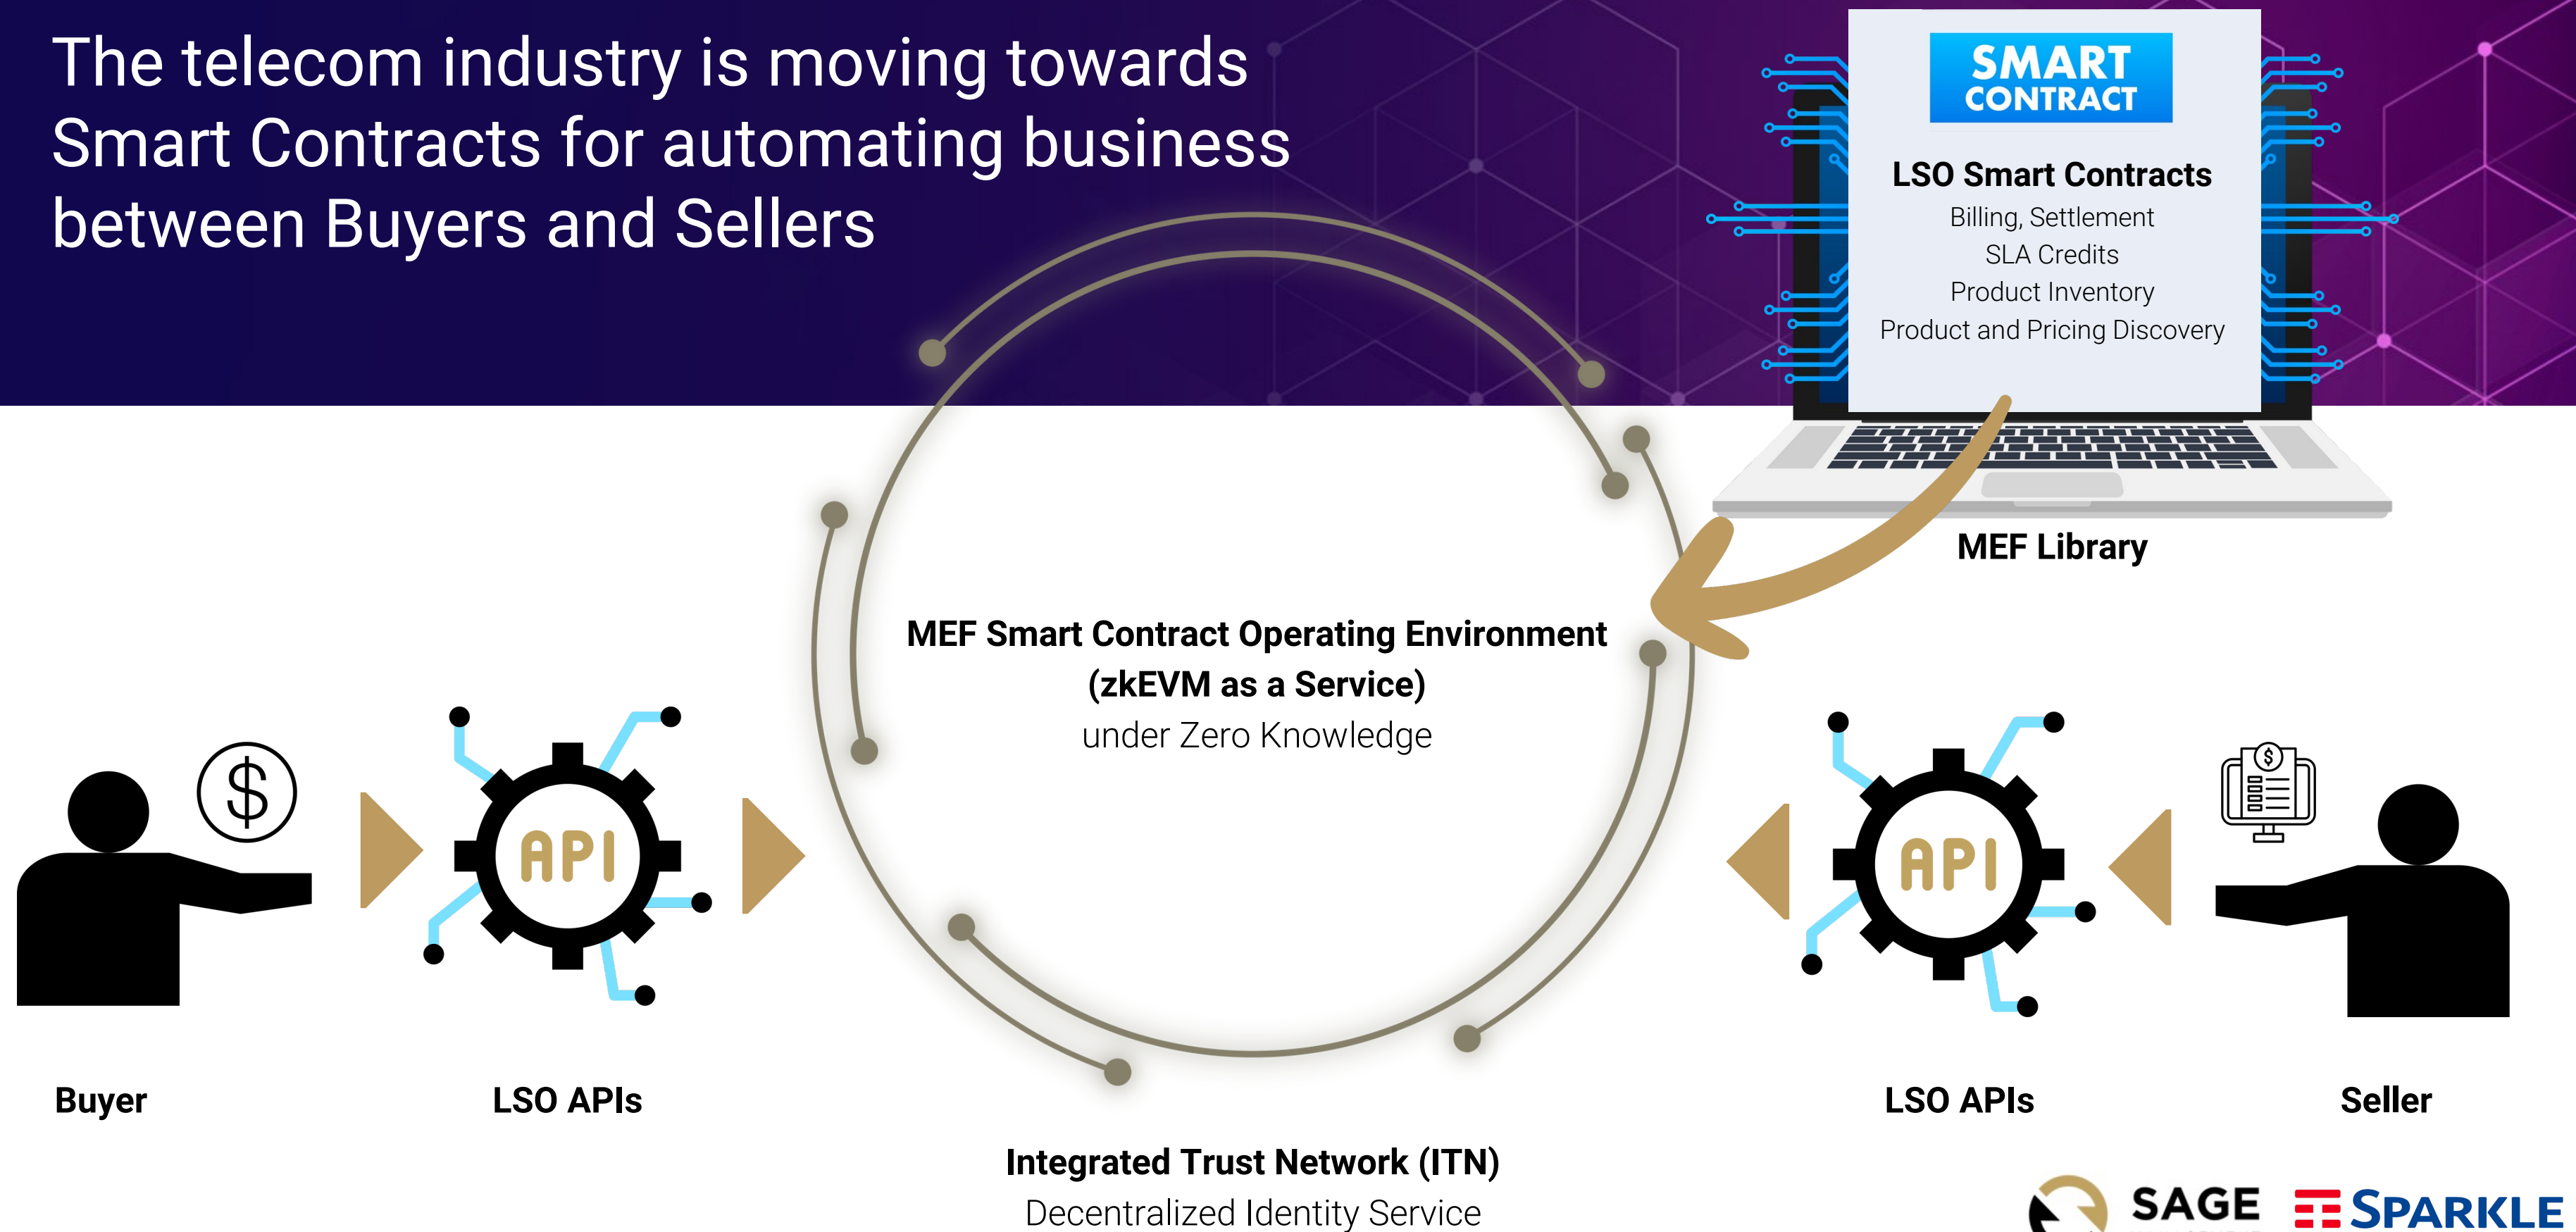 The telecom industry is moving towards
Smart Contracts for automating business
between Buyers and Sellers
SMART
CONTRACT
LSO Smart Contracts
Billing, Settlement
SLA Credits
Product Inventory
Product and Pricing Discovery
MEF Library
MEF Smart Contract Operating Environment
(zkEVM as a Service)
under Zero Knowledge
$
API
API
$
Buyer
LSO APIs
LSO APIs
Seller
Integrated Trust Network (ITN)
Decentralized Identity Service
SAGE
SPARKLE